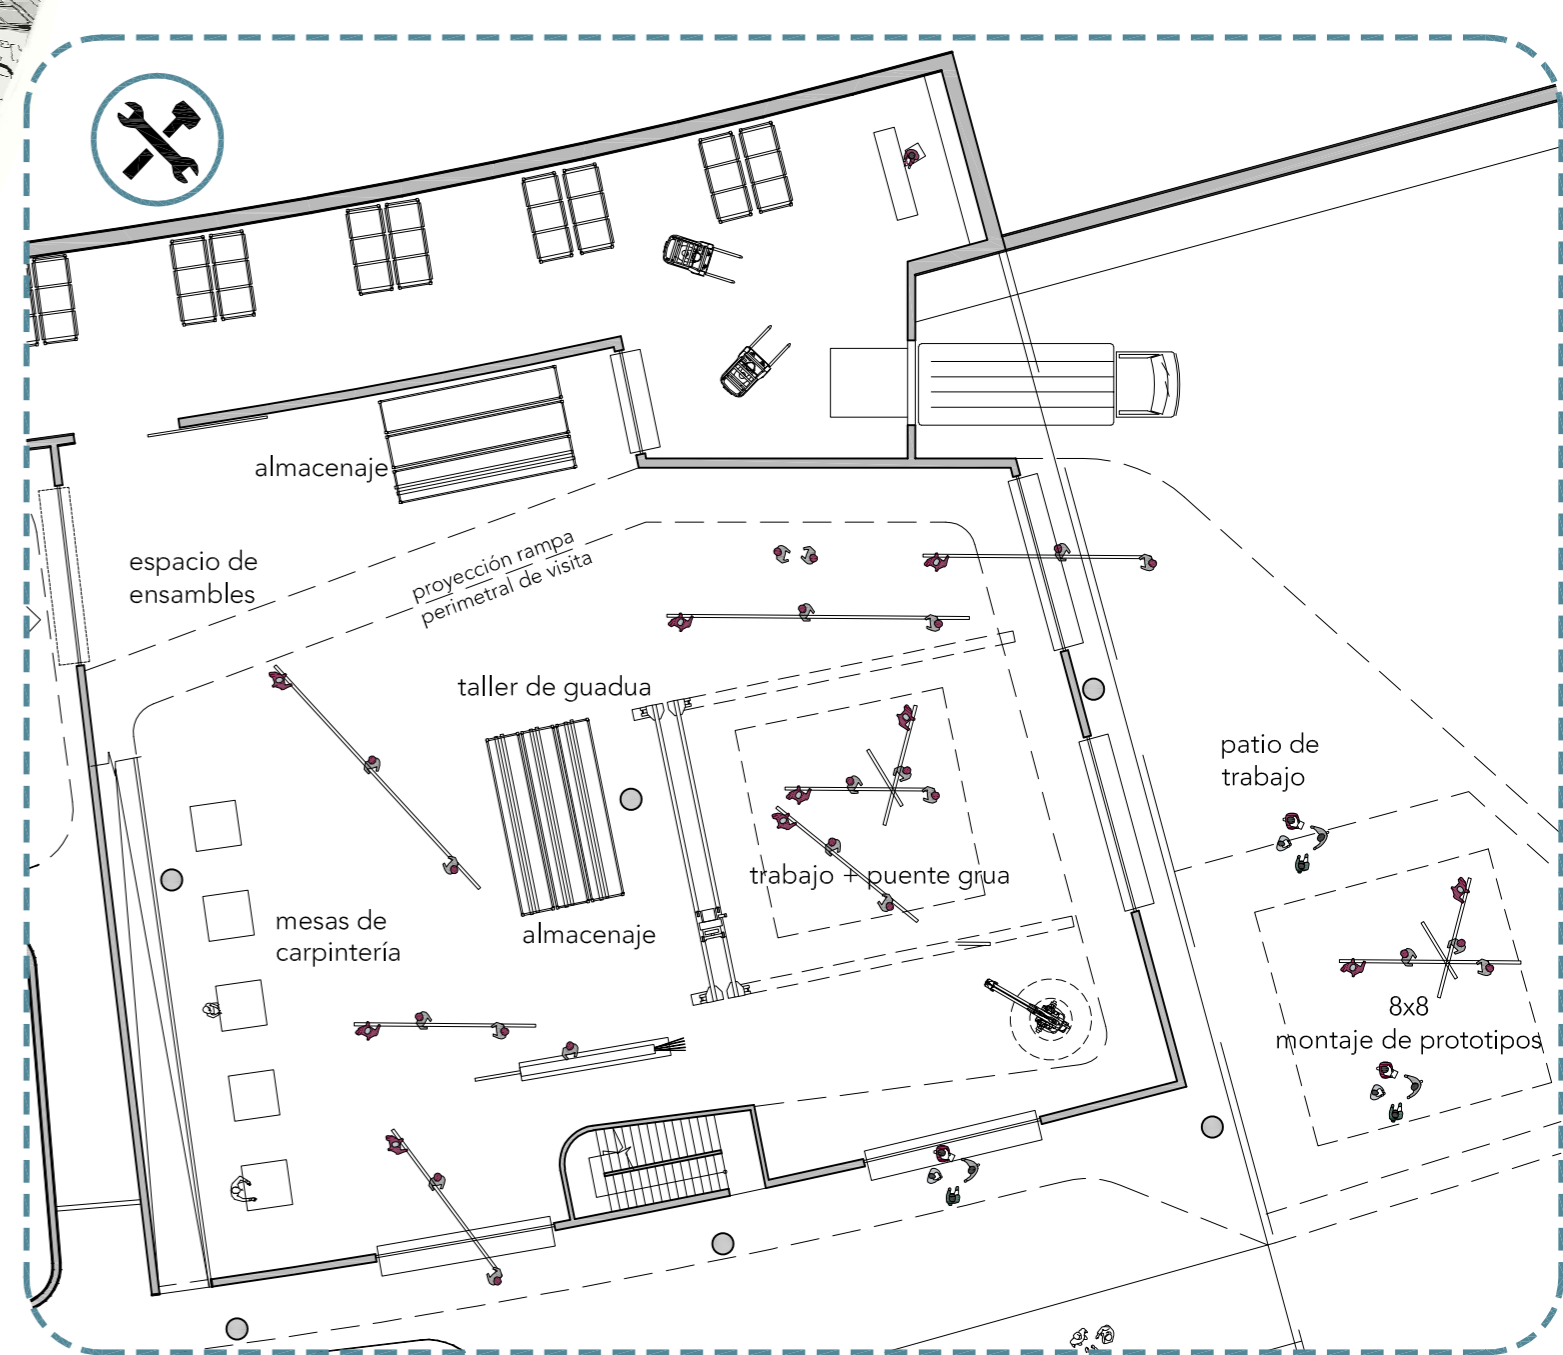 almacenaje
espacio de
ensambles
proyección rampa
perimetral de visita
taller de guadua
patio de
trabajo
trabajo + puente grua
mesas de
carpintería
almacenaje
8x8
montaje de prototipos